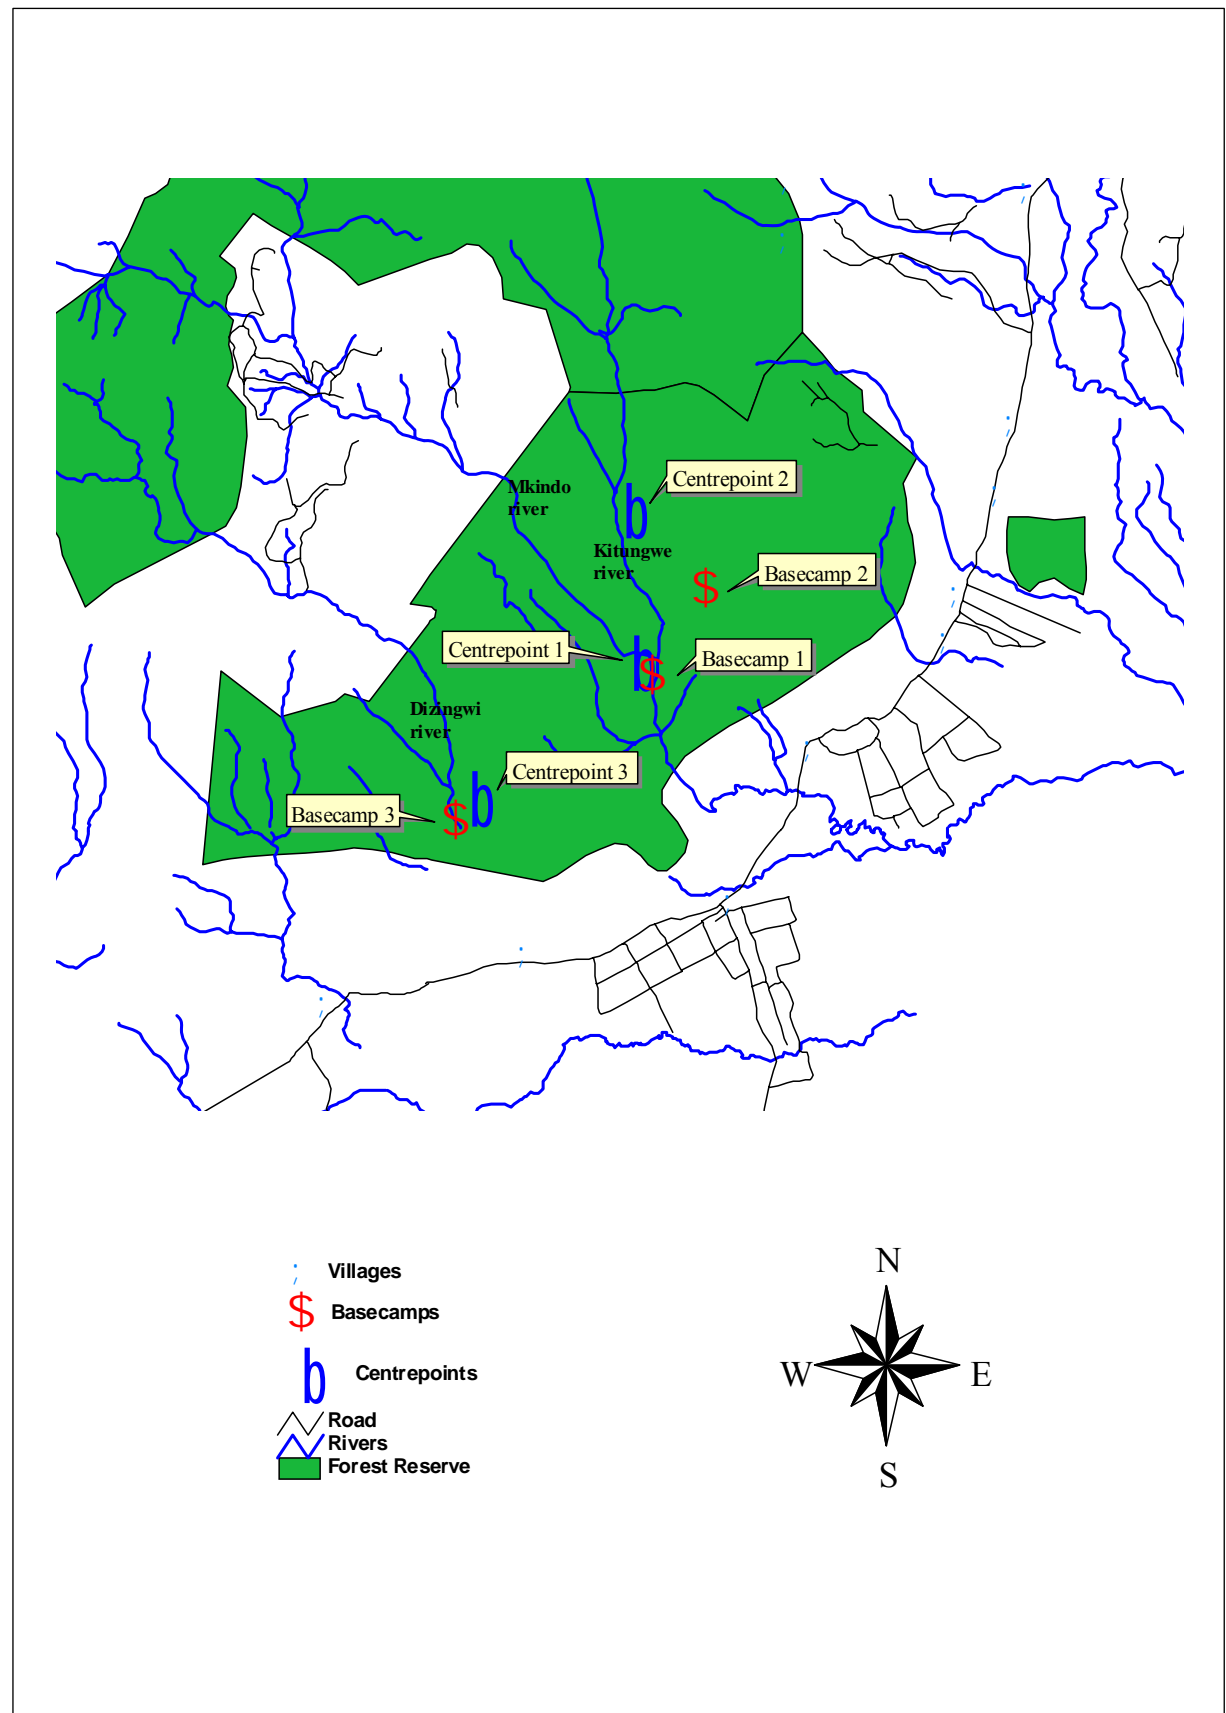 Centrepoint 2
Mkindo
river
Kitungwe
river
Basecamp 2
Centrepoint 1
Basecamp 1
Dizingwi
river
Centrepoint 3
Basecamp 3
b
$
b
$
b
$
Villages
$ Basecamps
b Centrepoints
Road
Rivers
Forest Reserve
N
W E
S